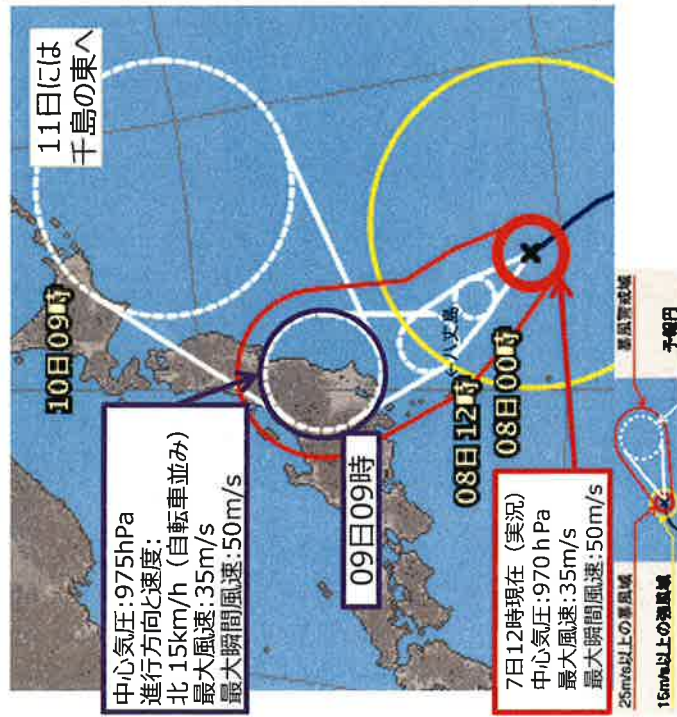 11日には
千島の東へ
10日09時
中心気圧:975hPa
進行方向と速度:
北 15km/h（自転車並み）
最大風速:35m/s
最大瞬間風速:50m/s
09日09時
←八丈島
08日12時
08日00時
7日12時現在（実況）
中心気圧:970hPa
最大風速:35m/s
最大瞬間風速:50m/s
25m/s以上の暴風域
暴風警戒域
15m/s以上の強風域
予報円